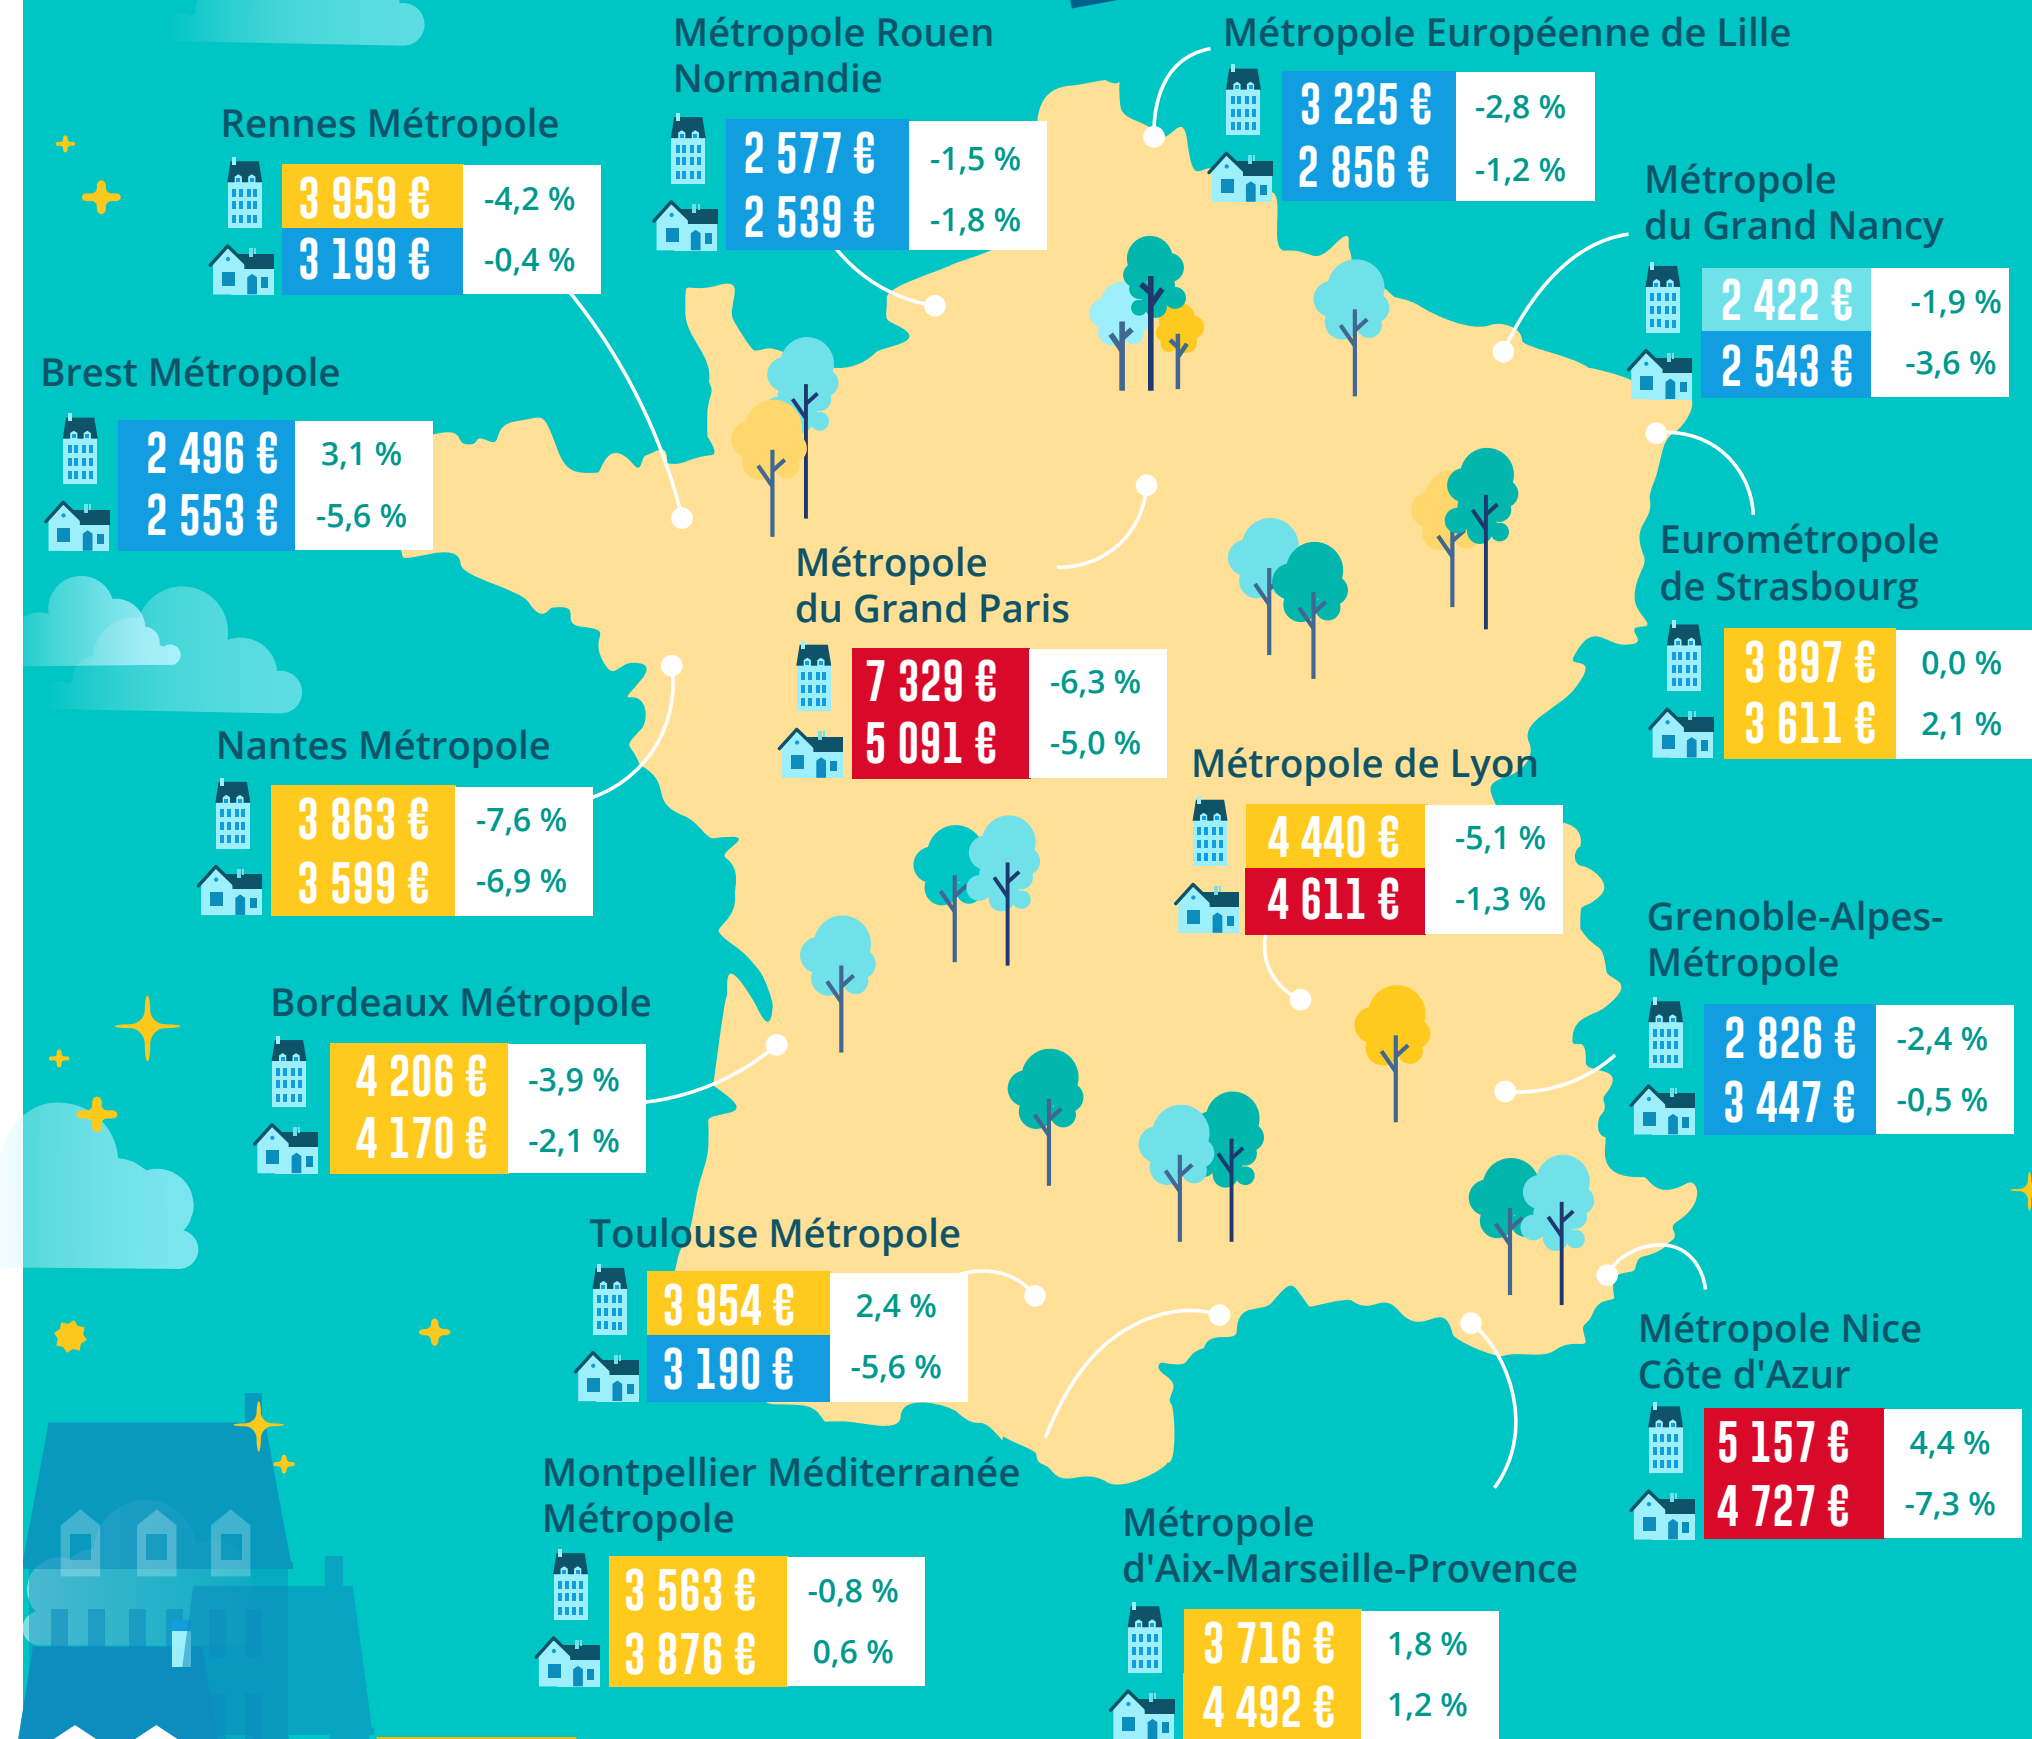 Métropole Rouen
Normandie
2 577 €
-1,5 %
2 539 €
-1,8 %
Métropole Européenne de Lille
3 225 €
-2,8 %
2 856 €
-1,2 %
Rennes Métropole
3 959 €
-4,2 %
3 199 €
-0,4 %
Métropole
du Grand Nancy
2 422 €
-1,9 %
2 543 €
-3,6 %
Brest Métropole
2 496 €
3,1 %
2 553 €
-5,6 %
Métropole
du Grand Paris
7 329 €
-6,3 %
5 091 €
-5,0 %
Eurométropole
de Strasbourg
3 897 €
0,0 %
3 611 €
2,1 %
Nantes Métropole
3 863 €
-7,6 %
3 599 €
-6,9 %
Métropole de Lyon
4 440 €
-5,1 %
4 611 €
-1,3 %
Grenoble-Alpes-
Métropole
2 826 €
-2,4 %
3 447 €
-0,5 %
Bordeaux Métropole
4 206 €
-3,9 %
4 170 €
-2,1 %
Toulouse Métropole
3 954 €
2,4 %
3 190 €
-5,6 %
Métropole Nice
Côte d'Azur
5 157 €
4,4 %
4 727 €
-7,3 %
Montpellier Méditerranée
Métropole
3 563 €
-0,8 %
3 876 €
0,6 %
Métropole
d'Aix-Marseille-Provence
3 716 €
1,8 %
4 492 €
1,2 %